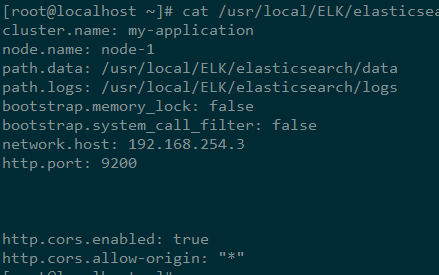 [root@localhost ~]# cat /usr/local/ELK/elasticsea
cluster.name: my-application
node.name: node-1
path.data: /usr/local/ELK/elasticsearch/data
path.logs: /usr/local/ELK/elasticsearch/logs
bootstrap.memory_lock: false
bootstrap.system_call_filter: false
network.host: 192.168.254.3
http.port: 9200
http.cors.enabled: true
http.cors.allow-origin: "*"